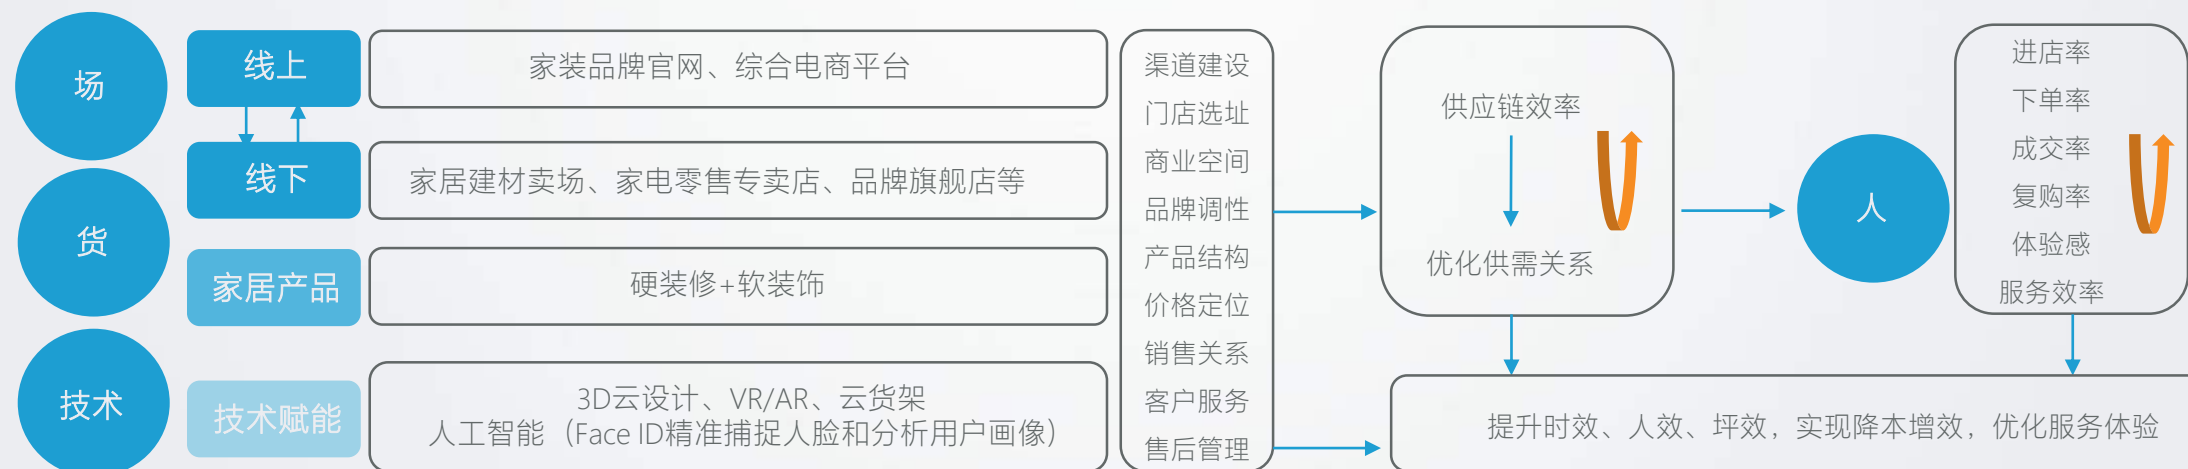 场
线上
家装品牌官网、综合电商平台
线下
家居建材卖场、家电零售专卖店、品牌旗舰店等
货
家居产品
硬装修+软装饰
技术
技术赋能
3D云设计、VR/AR、云货架
人工智能（Face ID精准捕捉人脸和分析用户画像）
渠道建设
门店选址
商业空间
品牌调性
产品结构
价格定位
销售关系
客户服务
售后管理
供应链效率
优化供需关系
人
进店率
下单率
成交率
复购率
体验感
服务效率
提升时效、人效、坪效，实现降本增效，优化服务体验